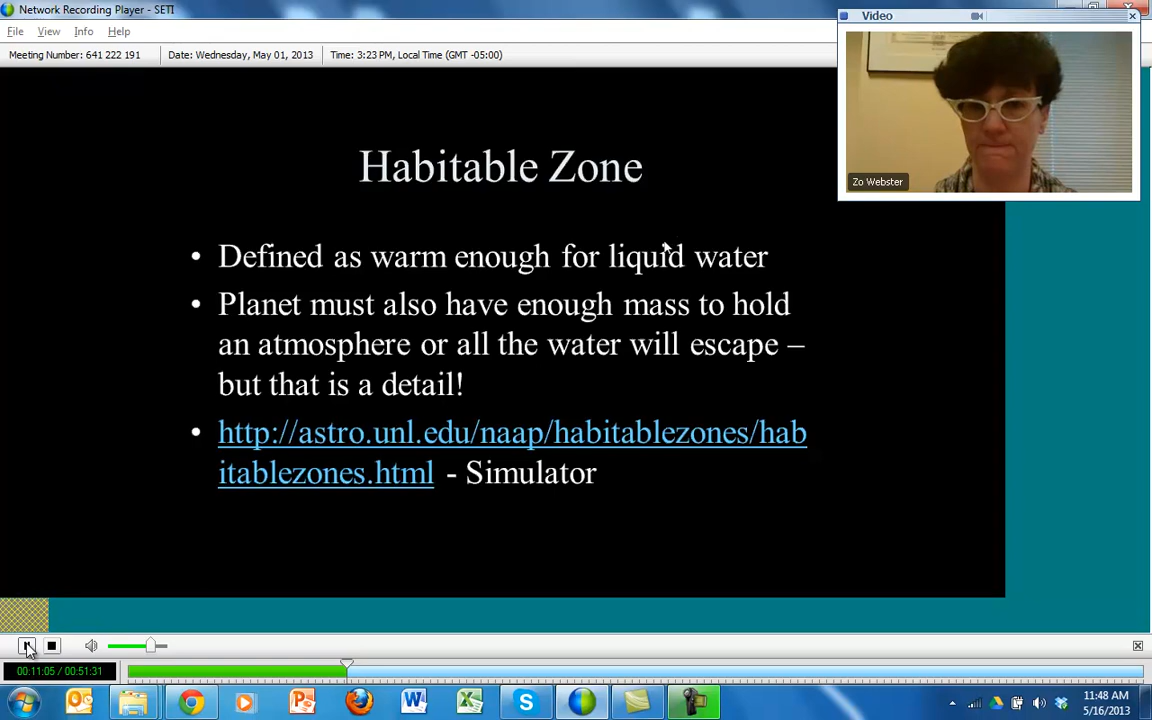 Network Recording Player - SETI
Video
File View Info Help
Meeting Number: 641 222 191 Date: Wednesday, May 01, 2013 Time: 3:23 PM, Local Time (GMT -05:00)
Zo Webster
Habitable Zone
• Defined as warm enough for liquid water
• Planet must also have enough mass to hold
an atmosphere or all the water will escape –
but that is a detail!
• http://astro.unl.edu/naap/habitablezones/hab
itablezones.html - Simulator
00:11:05 / 00:51:31
11:48 AM
5/16/2013